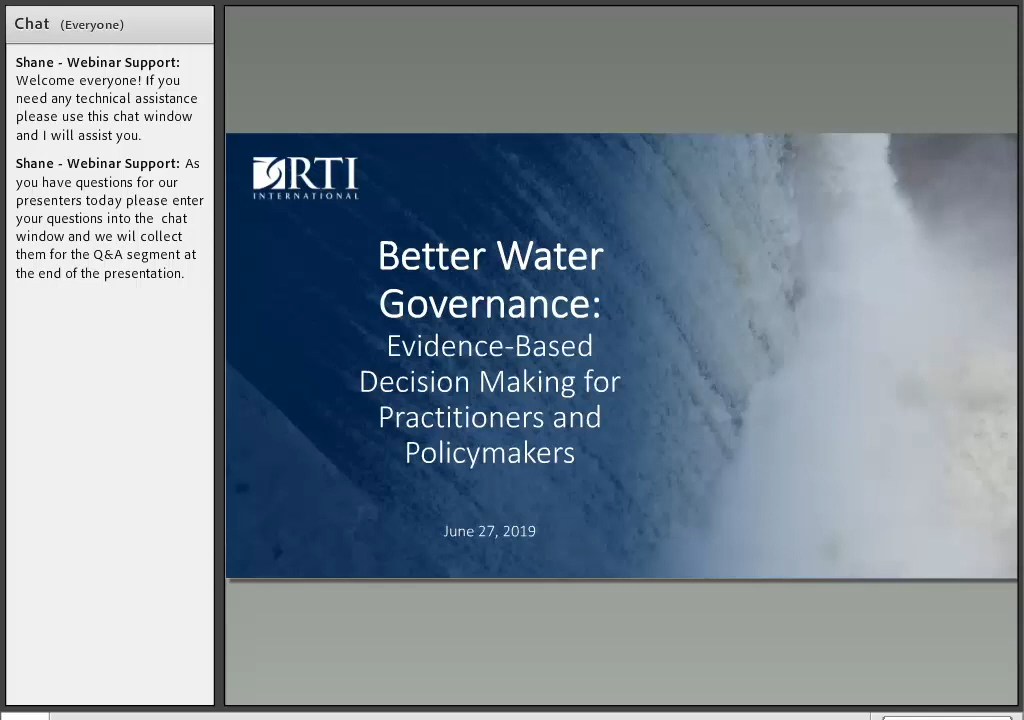 Chat (Everyone)
Shane - Webinar Support:
Welcome everyone! If you
need any technical assistance
please use this chat window
and I will assist you.
Shane - Webinar Support: As
you have questions for our
presenters today please enter
your questions into the chat
window and we wil collect
them for the Q&A segment at
the end of the presentation.
RTI
INTERNATIONAL
Better Water
Governance:
Evidence-Based
Decision Making for
Practitioners and
Policymakers
June 27, 2019